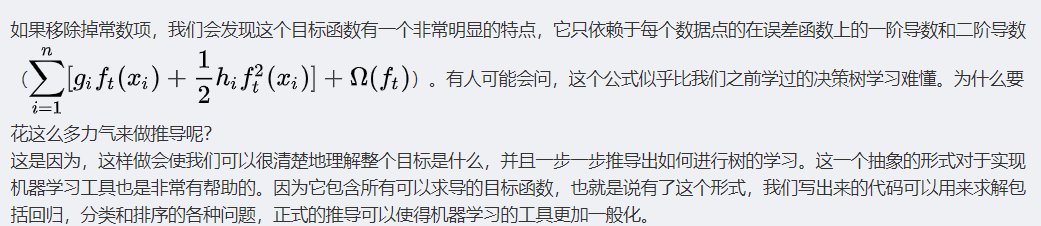 如果移除掉常数项，我们会发现这个目标函数有一个非常明显的特点，它只依赖于每个数据点的在误差函数上的一阶导数和二阶导数
（$\sum_{i=1}^{n}[g_i f_t(x_i) + \frac{1}{2} h_i f_t^2(x_i)] + \Omega(f_t)$）。有人可能会问，这个公式似乎比我们之前学过的决策树学习难懂。为什么要
花这么多力气来做推导呢？
这是因为，这样做会使我们可以很清楚地理解整个目标是什么，并且一步一步推导出如何进行树的学习。这一个抽象的形式对于实现
机器学习工具也是非常有帮助的。因为它包含所有可以求导的目标函数，也就是说有了这个形式，我们写出来的代码可以用来求解包
括回归，分类和排序的各种问题，正式的推导可以使得机器学习的工具更加一般化。